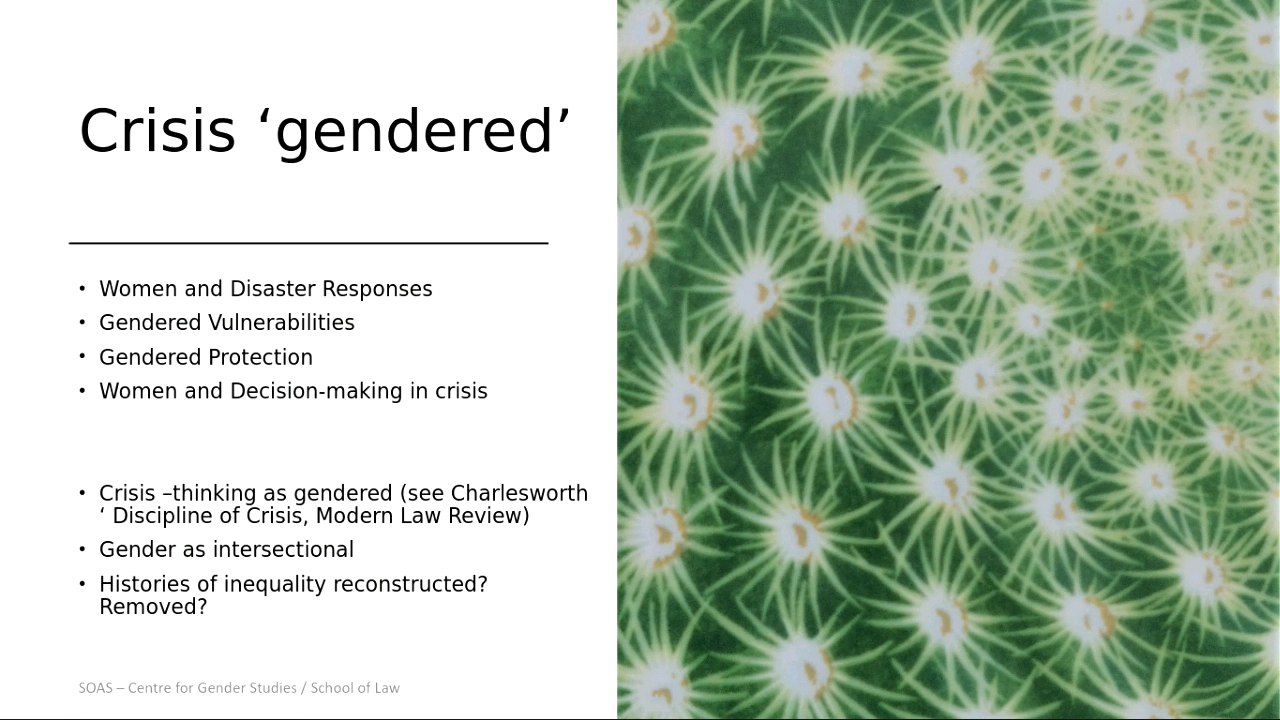 Crisis ‘gendered’
• Women and Disaster Responses
• Gendered Vulnerabilities
• Gendered Protection
• Women and Decision-making in crisis
• Crisis –thinking as gendered (see Charlesworth
‘ Discipline of Crisis, Modern Law Review)
• Gender as intersectional
• Histories of inequality reconstructed?
Removed?
SOAS – Centre for Gender Studies / School of Law